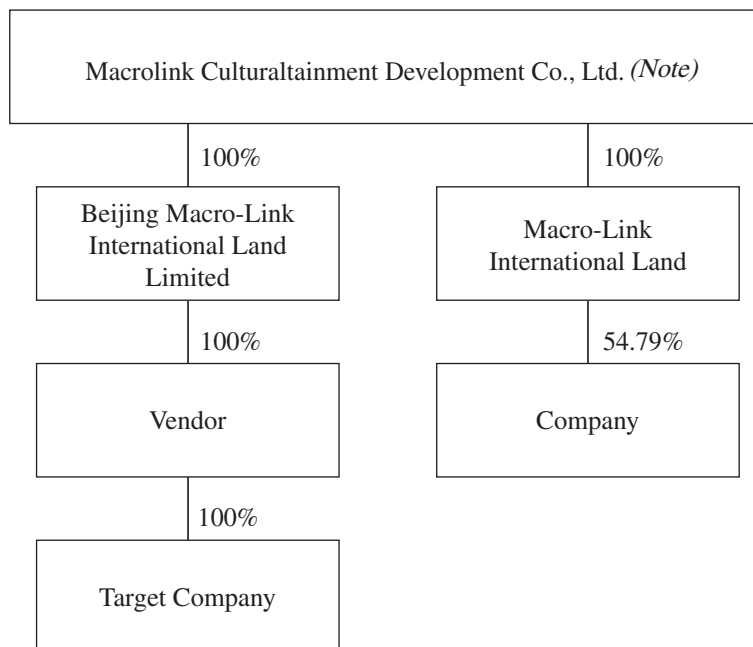 Macrolink Culturaltainment Development Co., Ltd. (Note)
100%
100%
Beijing Macro-Link
International Land
Limited
Macro-Link
International Land
100%
54.79%
Vendor
Company
100%
Target Company